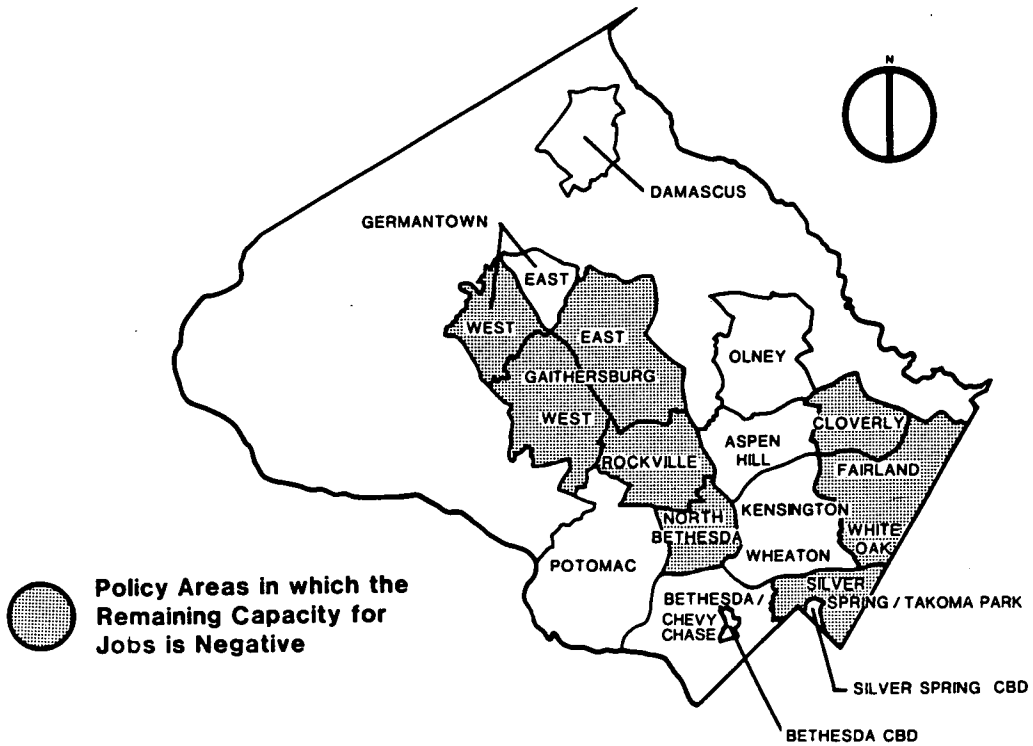 N
DAMASCUS
GERMANTOWN
EAST
WEST
EAST
GAITHERSBURG
WEST
OLNEY
CLOVERLY
ASPEN
HILL
ROCKVILLE
FAIRLAND
KENSINGTON
NORTH
BETHESDA
WHITE
OAK
WHEATON
POTOMAC
SILVER
SPRING / TAKOMA PARK
BETHESDA /
CHEVY
CHASE
SILVER SPRING CBD
BETHESDA CBD
Policy Areas in which the
Remaining Capacity for
Jobs is Negative